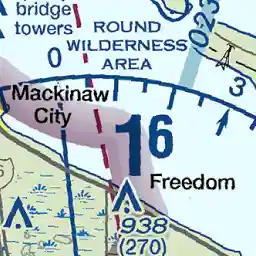 bridge
towers
ROUND
WILDERNESS
AREA
023
0
3
Mackinaw
City
16
Freedom
938
(270)